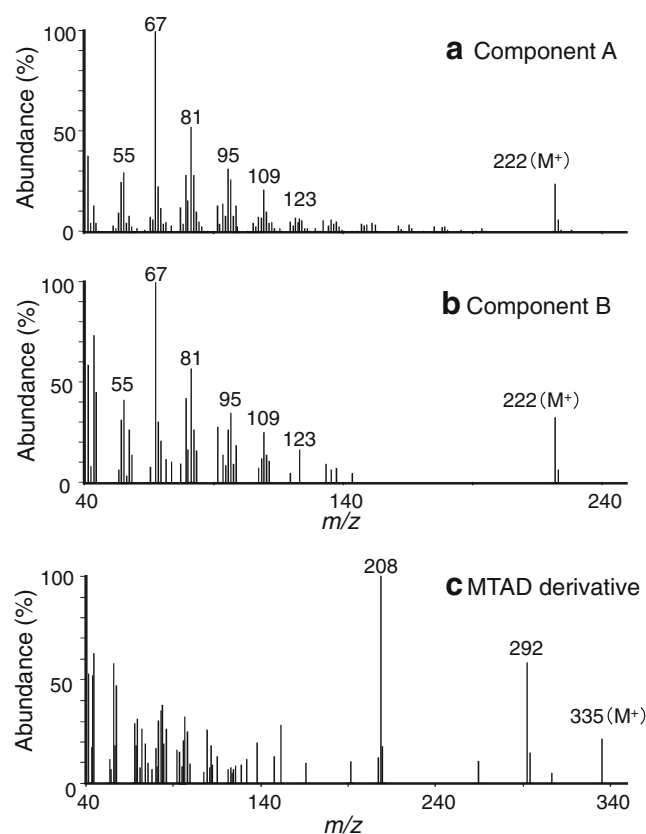 a Component A
Abundance (%)
100
50
0
55
67
81
95
109
123
222 (M⁺)
b Component B
Abundance (%)
100
50
0
55
67
81
95
109
123
222 (M⁺)
40
140
240
m/z
c MTAD derivative
Abundance (%)
100
50
0
208
292
335 (M⁺)
40
140
240
340
m/z